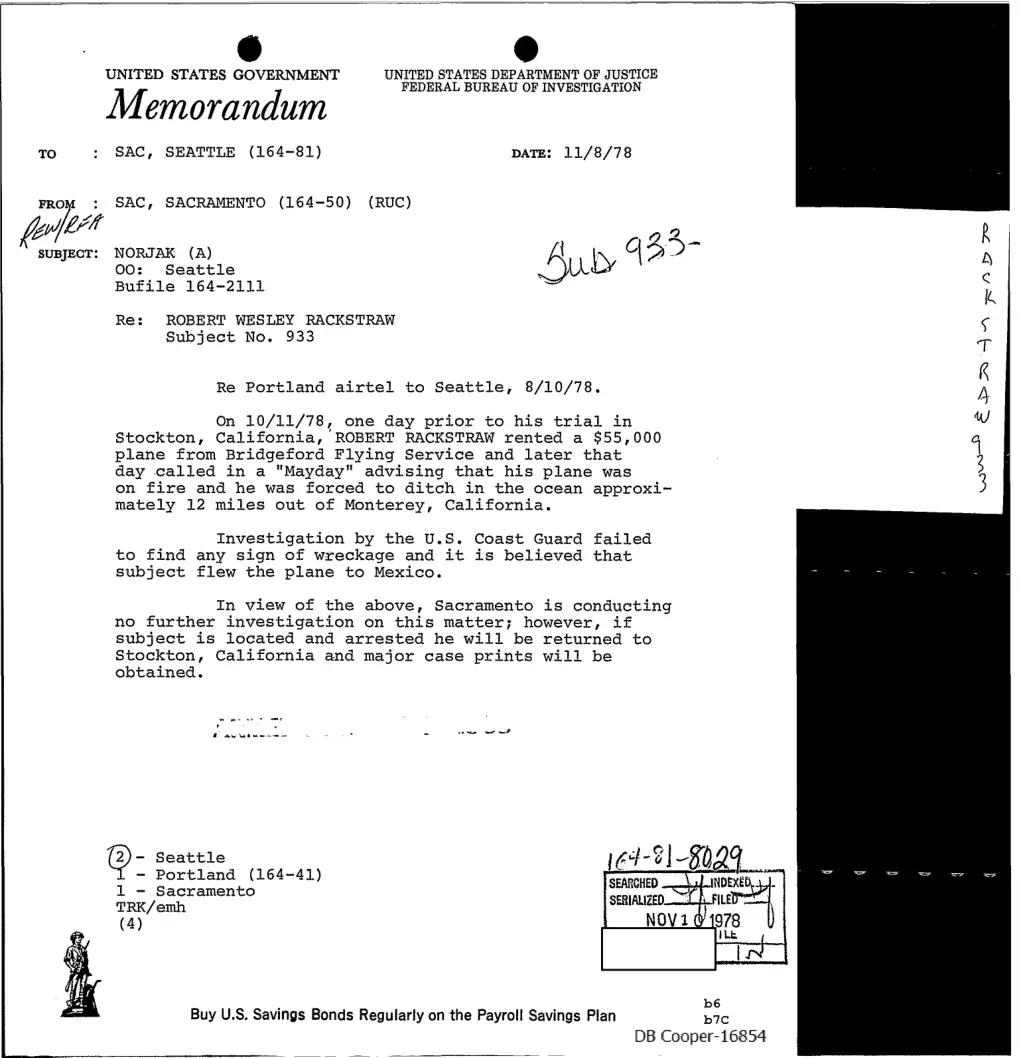 UNITED STATES GOVERNMENT
Memorandum
UNITED STATES DEPARTMENT OF JUSTICE
FEDERAL BUREAU OF INVESTIGATION
TO : SAC, SEATTLE (164-81)
DATE: 11/8/78
FROM : SAC, SACRAMENTO (164-50) (RUC)
SUBJECT: NORJAK (A)
OO: Seattle
Bufile 164-2111
Sub 933-
Re: ROBERT WESLEY RACKSTRAW
Subject No. 933
Re Portland airtel to Seattle, 8/10/78.
On 10/11/78, one day prior to his trial in
Stockton, California, ROBERT RACKSTRAW rented a $55,000
plane from Bridgeford Flying Service and later that
day called in a "Mayday" advising that his plane was
on fire and he was forced to ditch in the ocean approxi-
mately 12 miles out of Monterey, California.
Investigation by the U.S. Coast Guard failed
to find any sign of wreckage and it is believed that
subject flew the plane to Mexico.
In view of the above, Sacramento is conducting
no further investigation on this matter; however, if
subject is located and arrested he will be returned to
Stockton, California and major case prints will be
obtained.
2 - Seattle
1 - Portland (164-41)
1 - Sacramento
TRK/emh
(4)
164-81-8029
SEARCHED INDEXED
SERIALIZED FILED
NOV 10 1978
Buy U.S. Savings Bonds Regularly on the Payroll Savings Plan
b6
b7C
DB Cooper-16854
RACKSTRAW 933